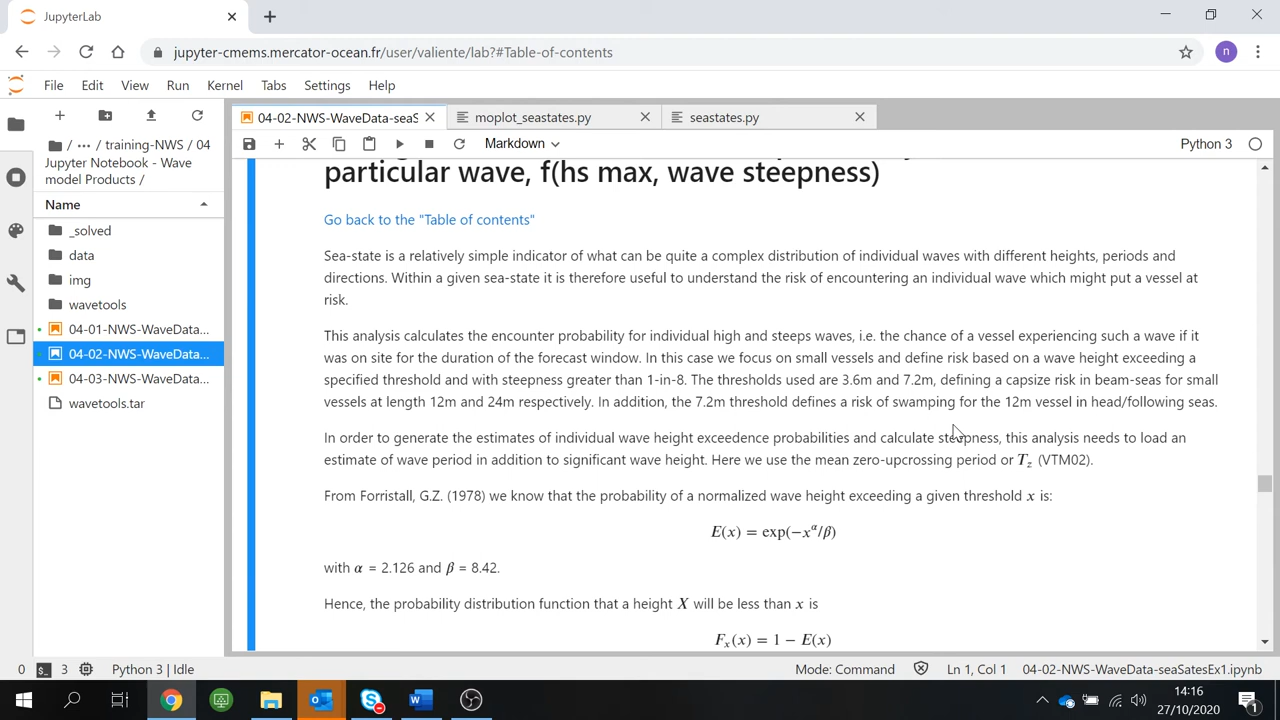 JupyterLab
jupyter-cmems.mercator-ocean.fr/user/valiente/lab?#Table-of-contents
n
File Edit View Run Kernel Tabs Settings Help
04-02-NWS-WaveData-seaS
moplot_seastates.py
seastates.py
/ ··· / training-NWS / 04
Jupyter Notebook - Wave
model Products /
Markdown
Python 3
Name
_solved
data
img
wavetools
04-01-NWS-WaveData...
04-02-NWS-WaveData...
04-03-NWS-WaveData...
wavetools.tar
particular wave, f(hs max, wave steepness)
Go back to the "Table of contents"
Sea-state is a relatively simple indicator of what can be quite a complex distribution of individual waves with different heights, periods and
directions. Within a given sea-state it is therefore useful to understand the risk of encountering an individual wave which might put a vessel at
risk.
This analysis calculates the encounter probability for individual high and steeps waves, i.e. the chance of a vessel experiencing such a wave if it
was on site for the duration of the forecast window. In this case we focus on small vessels and define risk based on a wave height exceeding a
specified threshold and with steepness greater than 1-in-8. The thresholds used are 3.6m and 7.2m, defining a capsize risk in beam-seas for small
vessels at length 12m and 24m respectively. In addition, the 7.2m threshold defines a risk of swamping for the 12m vessel in head/following seas.
In order to generate the estimates of individual wave height exceedence probabilities and calculate steepness, this analysis needs to load an
estimate of wave period in addition to significant wave height. Here we use the mean zero-upcrossing period or T_z (VTM02).
From Forristall, G.Z. (1978) we know that the probability of a normalized wave height exceeding a given threshold x is:
E(x) = exp(−x^α/β)
with α = 2.126 and β = 8.42.
Hence, the probability distribution function that a height X will be less than x is
F_x(x) = 1 − E(x)
0 3 Python 3 | Idle
Mode: Command
Ln 1, Col 1
04-02-NWS-WaveData-seaSatesEx1.ipynb
14:16
27/10/2020
1